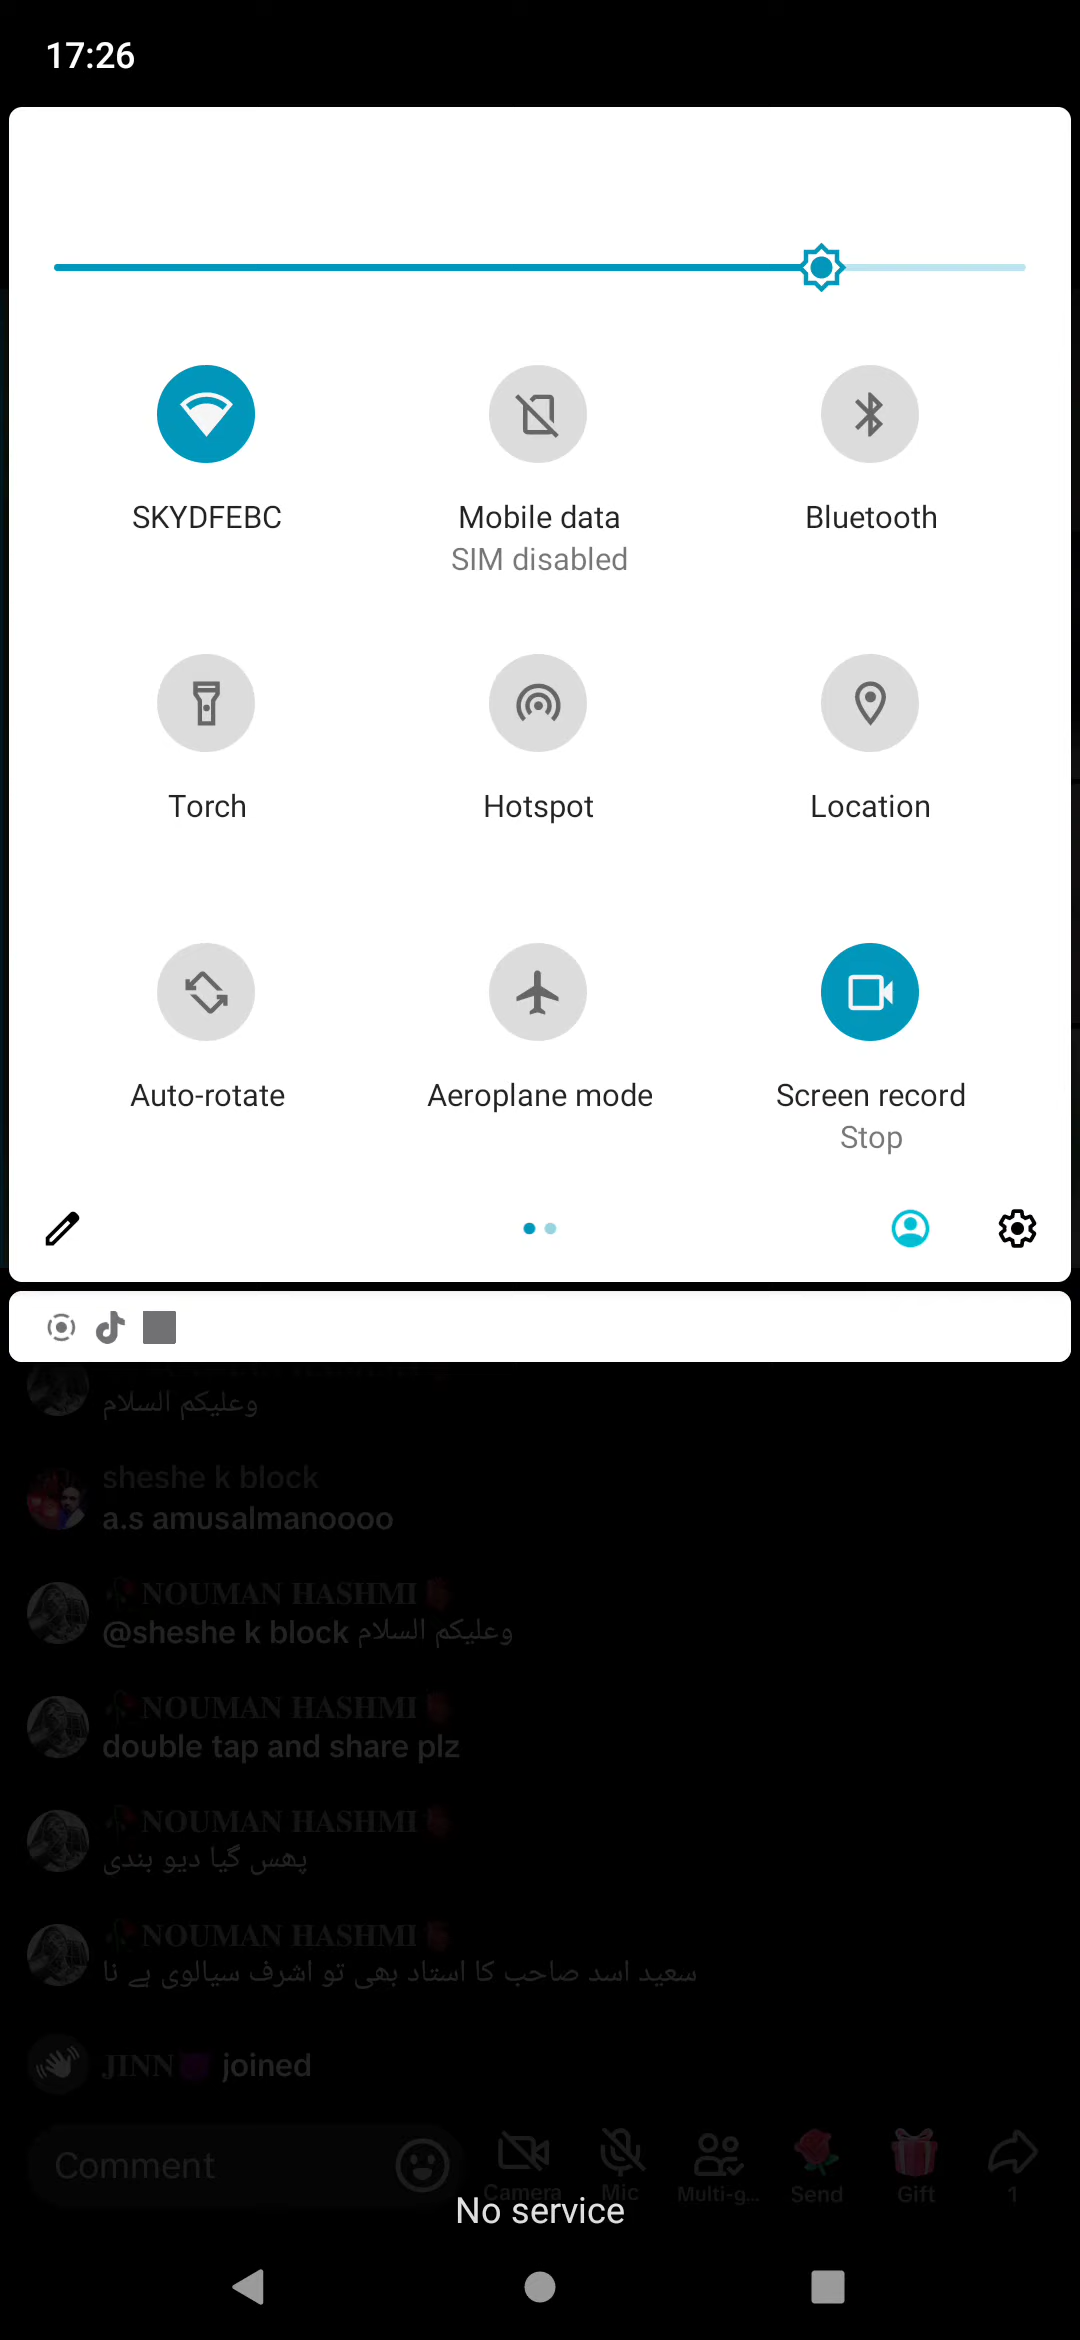 17:26
SKYDFEBC
Mobile data
SIM disabled
Bluetooth
Torch
Hotspot
Location
Auto-rotate
Aeroplane mode
Screen record
Stop
وعلیکم السلام
sheshe k block
a.s amusalmanoooo
NOUMAN HASHMI
@sheshe k block وعلیکم السلام
NOUMAN HASHMI
double tap and share plz
NOUMAN HASHMI
پھس گیا دیو بندی
NOUMAN HASHMI
سعید اسد صاحب کا استاد بھی تو اشرف سیالوی ہے نا
JINN joined
Comment
Camera
Mic
Multi-g...
Send
Gift
1
No service